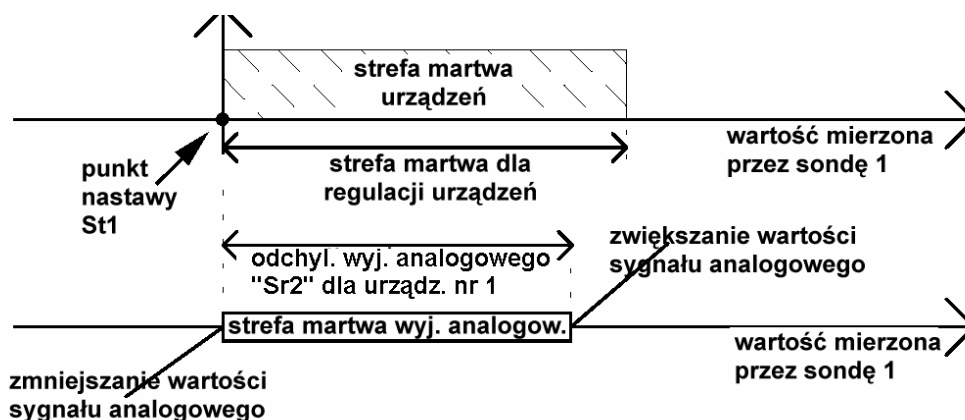 strefa martwa
urządzeń
wartość mierzona
przez sondę 1
punkt
nastawy
St1
strefa martwa dla
regulacji urządzeń
zwiększanie wartości
sygnału analogowego
odchyl. wyj. analogowego
"Sr2" dla urządz. nr 1
strefa martwa wyj. analogow.
wartość mierzona
przez sondę 1
zmniejszanie wartości
sygnału analogowego